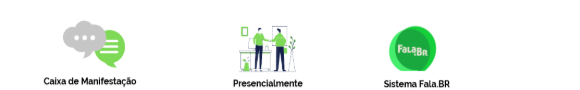 Fala.BR
Caixa de Manifestação
Presencialmente
Sistema Fala.BR